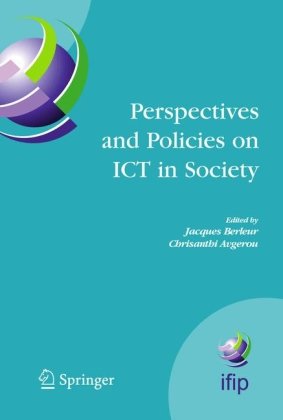 Perspectives
and Policies on
ICT in Society
Edited by
Jacques Berleur
Chrisanthi Avgerou
Springer
ifip